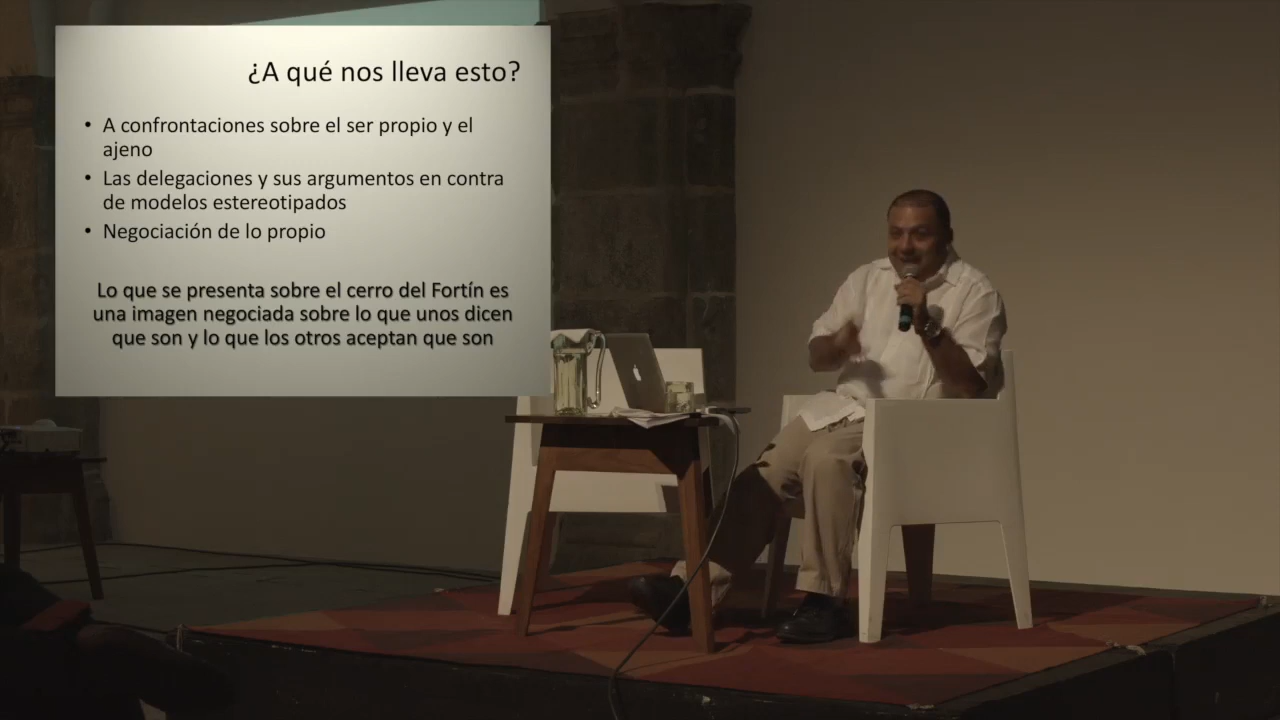 ¿A qué nos lleva esto?
• A confrontaciones sobre el ser propio y el
ajeno
• Las delegaciones y sus argumentos en contra
de modelos estereotipados
• Negociación de lo propio
Lo que se presenta sobre el cerro del Fortín es
una imagen negociada sobre lo que unos dicen
que son y lo que los otros aceptan que son